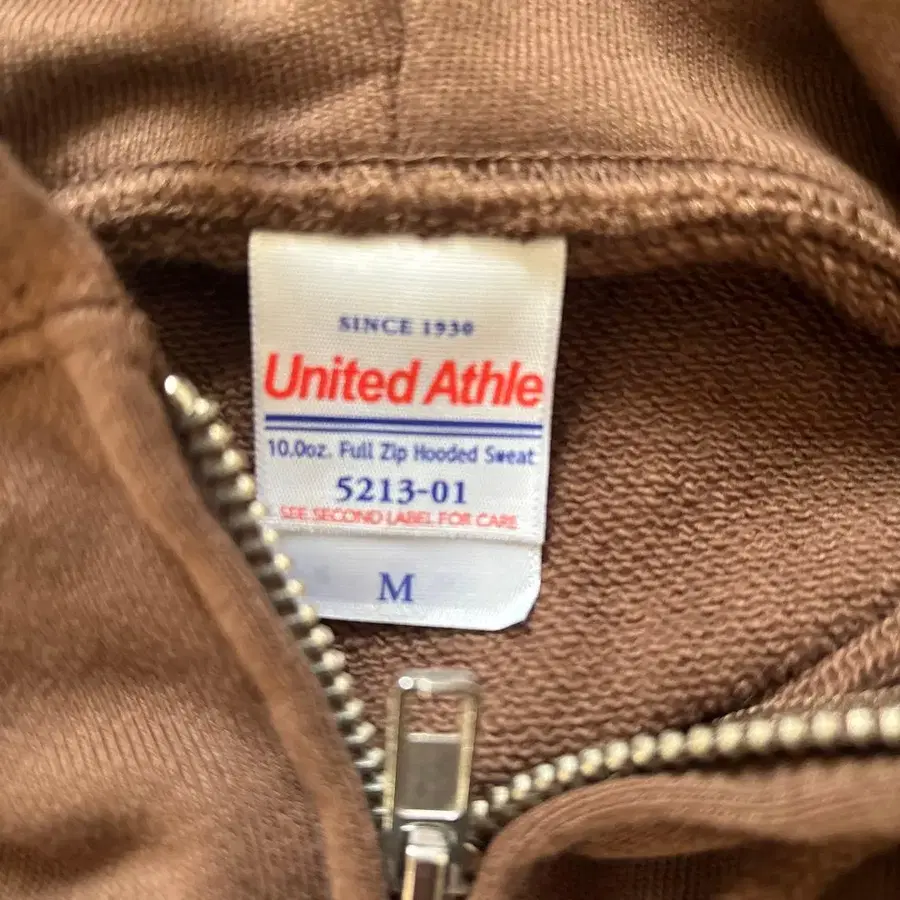 SINCE 1930
United Athle
10.0oz. Full Zip Hooded Sweat
5213-01
SEE SECOND LABEL FOR CARE
M